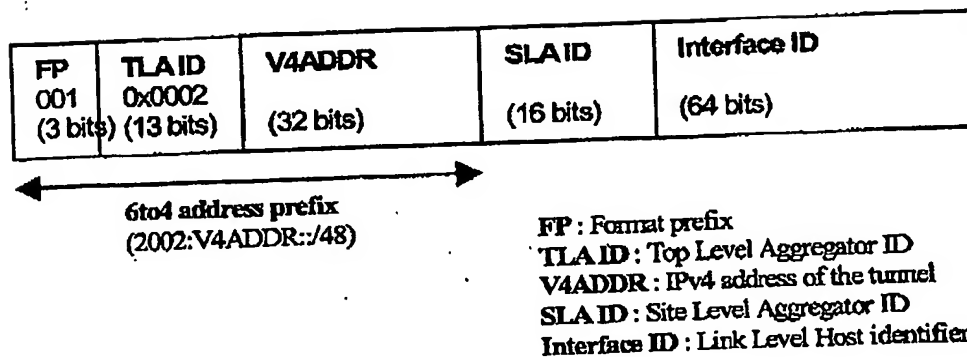 FP TLA ID V4ADDR SLA ID Interface ID
001 0x0002
(3 bits) (13 bits) (32 bits) (16 bits) (64 bits)
6to4 address prefix
(2002:V4ADDR::/48)
FP : Format prefix
TLA ID : Top Level Aggregator ID
V4ADDR : IPv4 address of the tunnel
SLA ID : Site Level Aggregator ID
Interface ID : Link Level Host identifier